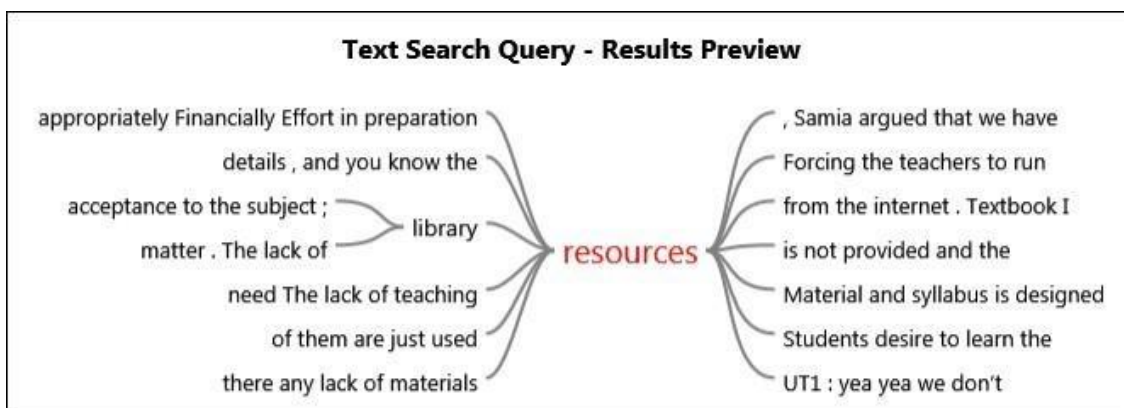 Text Search Query - Results Preview
appropriately Financially Effort in preparation
details , and you know the
acceptance to the subject ;
matter . The lack of
library
need The lack of teaching
of them are just used
there any lack of materials
resources
, Samia argued that we have
Forcing the teachers to run
from the internet . Textbook I
is not provided and the
Material and syllabus is designed
Students desire to learn the
UT1 : yea yea we don't